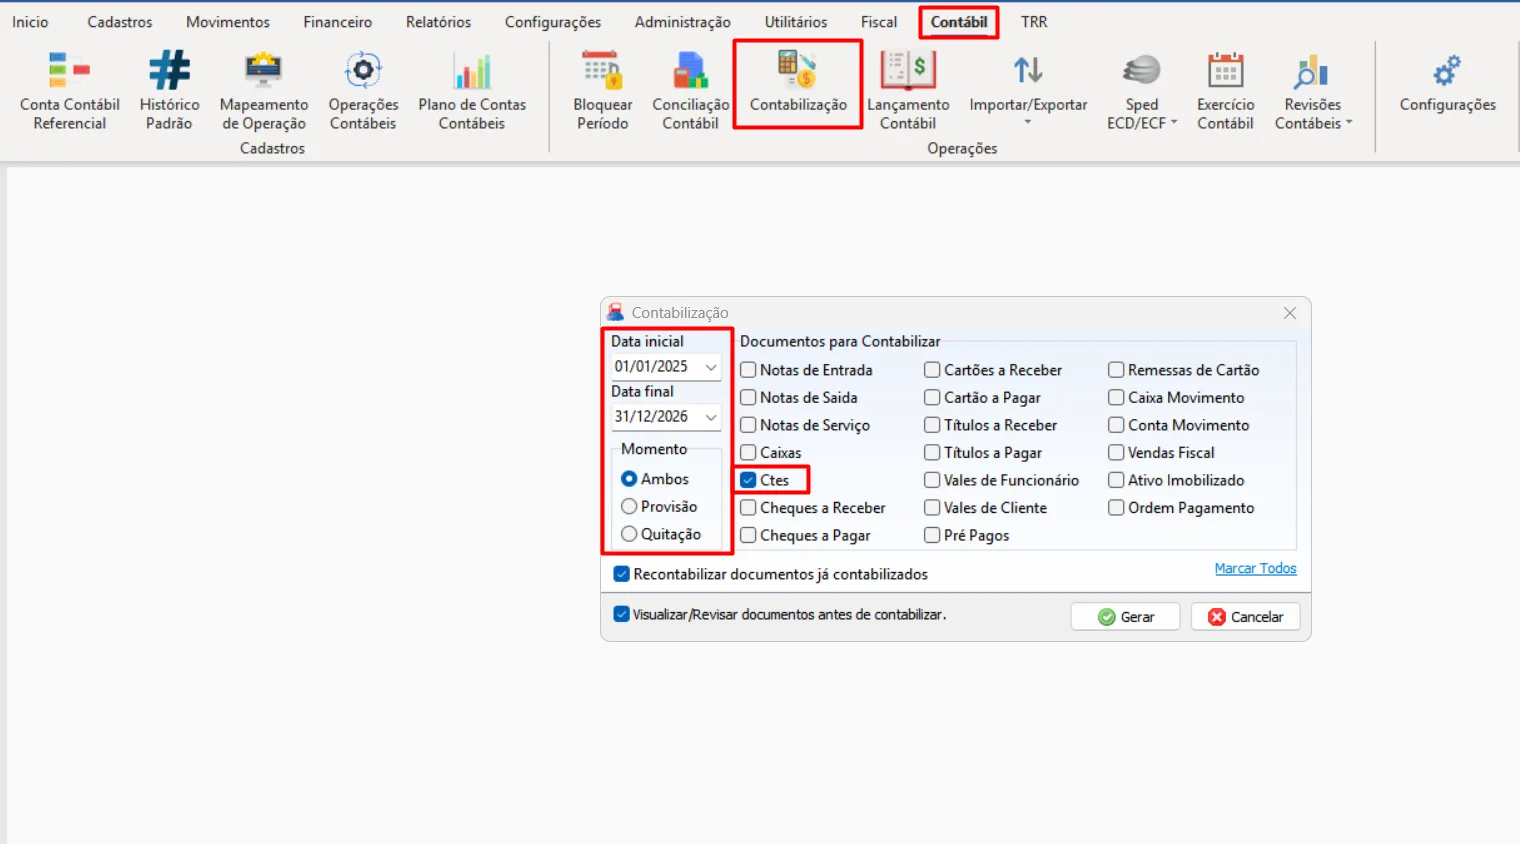 Inicio Cadastros Movimentos Financeiro Relatórios Configurações Administração Utilitários Fiscal Contábil TRR
Conta Contábil Referencial
Histórico Padrão
Mapeamento de Operação
Operações Contábeis
Plano de Contas Contábeis
Cadastros
Bloquear Período
Conciliação Contábil
Contabilização
Lançamento Contábil
Importar/Exportar
Sped ECD/ECF
Exercício Contábil
Revisões Contábeis
Operações
Configurações
Contabilização
Data inicial
01/01/2025
Data final
31/12/2026
Momento
Ambos
Provisão
Quitação
Documentos para Contabilizar
Notas de Entrada
Notas de Saida
Notas de Serviço
Caixas
Ctes
Cheques a Receber
Cheques a Pagar
Cartões a Receber
Cartão a Pagar
Títulos a Receber
Títulos a Pagar
Vales de Funcionário
Vales de Cliente
Pré Pagos
Remessas de Cartão
Caixa Movimento
Conta Movimento
Vendas Fiscal
Ativo Imobilizado
Ordem Pagamento
Marcar Todos
Recontabilizar documentos já contabilizados
Visualizar/Revisar documentos antes de contabilizar.
Gerar
Cancelar